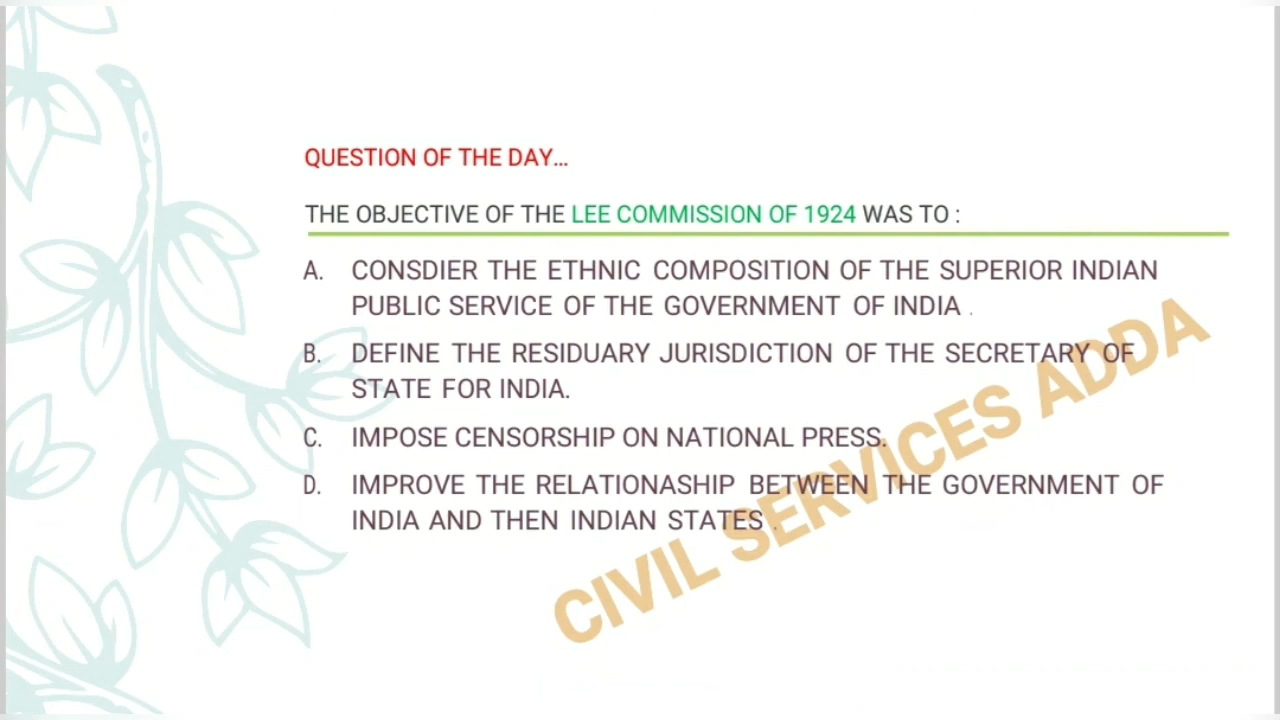 QUESTION OF THE DAY...
THE OBJECTIVE OF THE LEE COMMISSION OF 1924 WAS TO :
A. CONSDIER THE ETHNIC COMPOSITION OF THE SUPERIOR INDIAN
PUBLIC SERVICE OF THE GOVERNMENT OF INDIA .
B. DEFINE THE RESIDUARY JURISDICTION OF THE SECRETARY OF
STATE FOR INDIA.
C. IMPOSE CENSORSHIP ON NATIONAL PRESS.
D. IMPROVE THE RELATIONASHIP BETWEEN THE GOVERNMENT OF
INDIA AND THEN INDIAN STATES .
CIVIL SERVICES ADDA